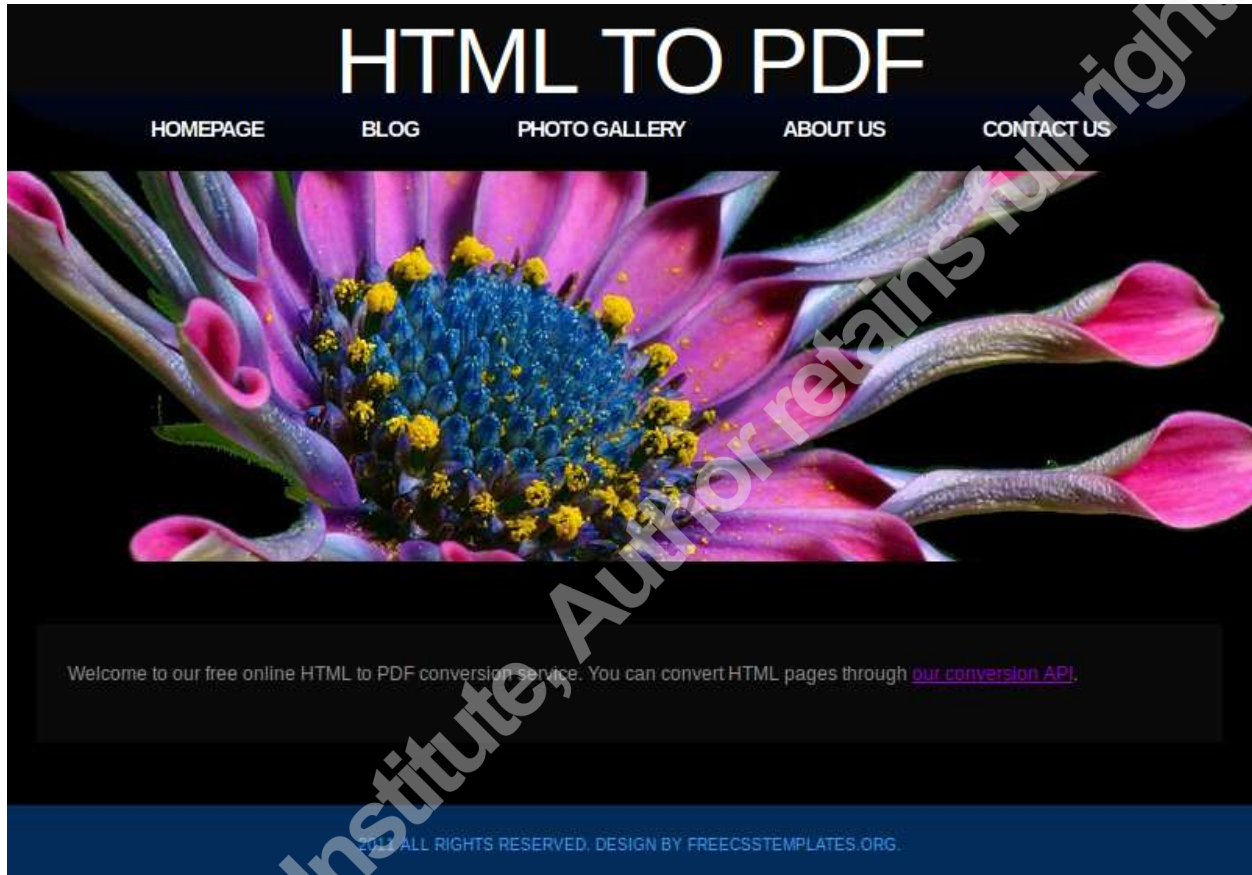 HTML TO PDF
HOMEPAGE BLOG PHOTO GALLERY ABOUT US CONTACT US
Welcome to our free online HTML to PDF conversion service. You can convert HTML pages through our conversion API.
2011 ALL RIGHTS RESERVED. DESIGN BY FREECSSTEMPLATES.ORG.
Institute, Author retains full right